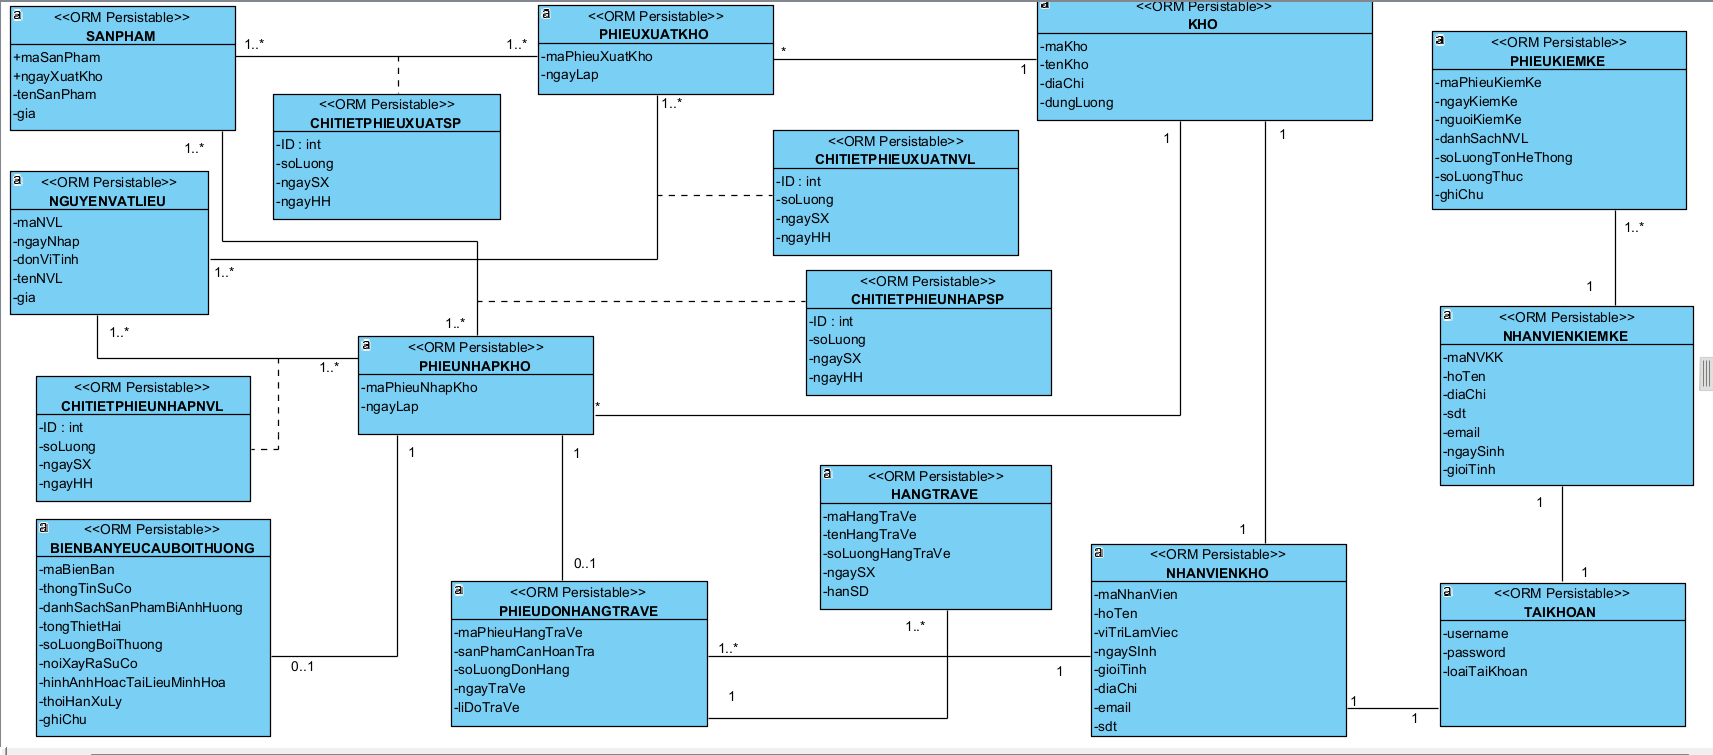 a
<<ORM Persistable>>
SANPHAM
+maSanPham
+ngayXuatKho
-tenSanPham
-gia
1..*
1..*
1..*
a
<<ORM Persistable>>
PHIEUXUATKHO
-maPhieuXuatKho
-ngayLap
*
1
1..*
a
<<ORM Persistable>>
KHO
-maKho
-tenKho
-diaChi
-dungLuong
1
1
a
<<ORM Persistable>>
PHIEUKIEMKE
-maPhieuKiemKe
-ngayKiemKe
-nguoiKiemKe
-danhSachNVL
-soLuongTonHeThong
-soLuongThuc
-ghiChu
1..*
1
<<ORM Persistable>>
CHITIETPHIEUXUATSP
-ID : int
-soLuong
-ngaySX
-ngayHH
<<ORM Persistable>>
CHITIETPHIEUXUATNVL
-ID : int
-soLuong
-ngaySX
-ngayHH
a
<<ORM Persistable>>
NGUYENVATLIEU
-maNVL
-ngayNhap
-donViTinh
-tenNVL
-gia
1..*
1..*
1..*
1..*
<<ORM Persistable>>
CHITIETPHIEUNHAPSP
-ID : int
-soLuong
-ngaySX
-ngayHH
a
<<ORM Persistable>>
PHIEUNHAPKHO
-maPhieuNhapKho
-ngayLap
*
1
1
a
<<ORM Persistable>>
NHANVIENKIEMKE
-maNVKK
-hoTen
-diaChi
-sdt
-email
-ngaySinh
-gioiTinh
1
1
<<ORM Persistable>>
CHITIETPHIEUNHAPNVL
-ID : int
-soLuong
-ngaySX
-ngayHH
a
<<ORM Persistable>>
HANGTRAVE
-maHangTraVe
-tenHangTraVe
-soLuongHangTraVe
-ngaySX
-hanSD
1..*
a
<<ORM Persistable>>
BIENBANYEUCAUBOITHUONG
-maBienBan
-thongTinSuCo
-danhSachSanPhamBiAnhHuong
-tongThietHai
-soLuongBoiThuong
-noiXayRaSuCo
-hinhAnhHoacTaiLieuMinhHoa
-thoiHanXuLy
-ghiChu
0..1
0..1
a
<<ORM Persistable>>
PHIEUDONHANGTRAVE
-maPhieuHangTraVe
-sanPhamCanHoanTra
-soLuongDonHang
-ngayTraVe
-liDoTraVe
1..*
1
1
1
a
<<ORM Persistable>>
NHANVIENKHO
-maNhanVien
-hoTen
-viTriLamViec
-ngaySInh
-gioiTinh
-diaChi
-email
-sdt
1
1
a
<<ORM Persistable>>
TAIKHOAN
-username
-password
-loaiTaiKhoan